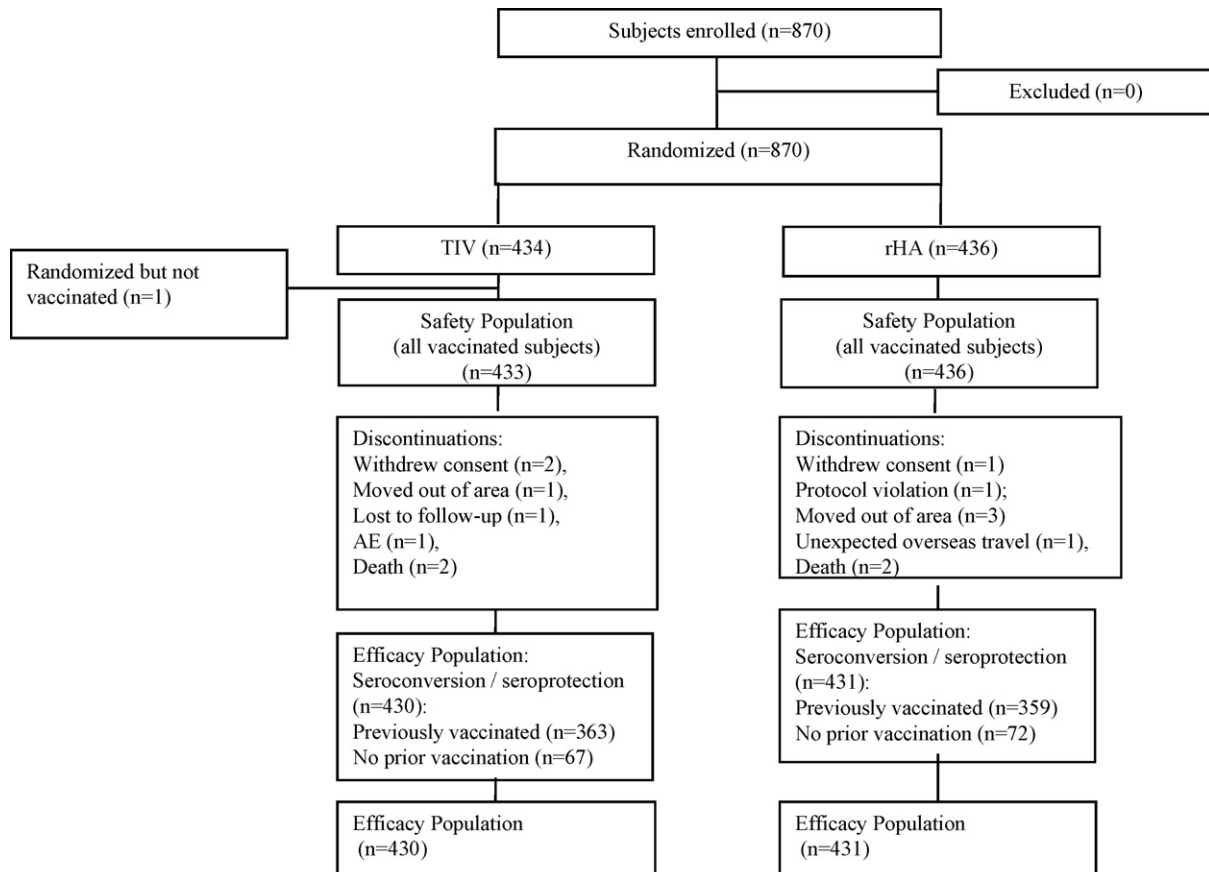 Subjects enrolled (n=870)
Excluded (n=0)
Randomized (n=870)
TIV (n=434)
rHA (n=436)
Randomized but not
vaccinated (n=1)
Safety Population
(all vaccinated subjects)
(n=433)
Safety Population
(all vaccinated subjects)
(n=436)
Discontinuations:
Withdrew consent (n=2),
Moved out of area (n=1),
Lost to follow-up (n=1),
AE (n=1),
Death (n=2)
Discontinuations:
Withdrew consent (n=1)
Protocol violation (n=1);
Moved out of area (n=3)
Unexpected overseas travel (n=1),
Death (n=2)
Efficacy Population:
Seroconversion / seroprotection
(n=430):
Previously vaccinated (n=363)
No prior vaccination (n=67)
Efficacy Population:
Seroconversion / seroprotection
(n=431):
Previously vaccinated (n=359)
No prior vaccination (n=72)
Efficacy Population
(n=430)
Efficacy Population
(n=431)